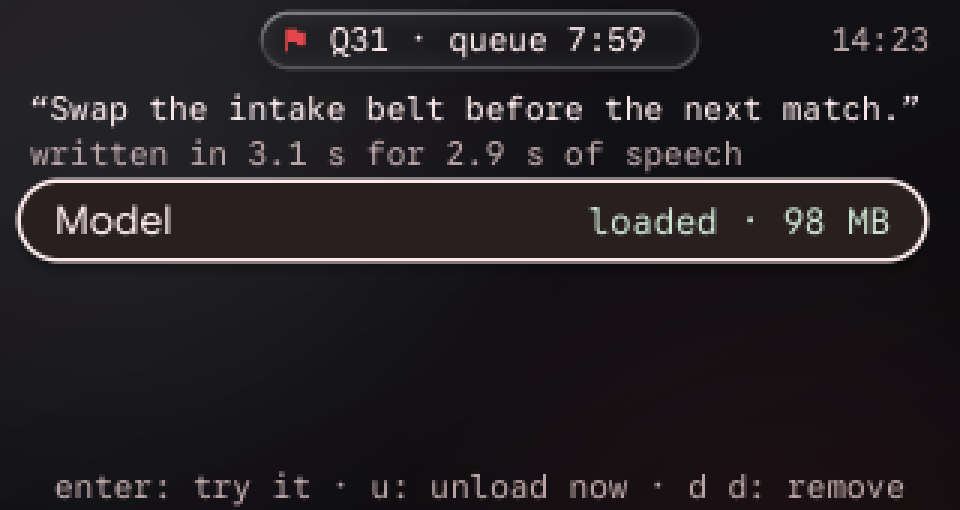 Q31 · queue 7:59
14:23
“Swap the intake belt before the next match.”
written in 3.1 s for 2.9 s of speech
Model
loaded · 98 MB
enter: try it · u: unload now · d d: remove